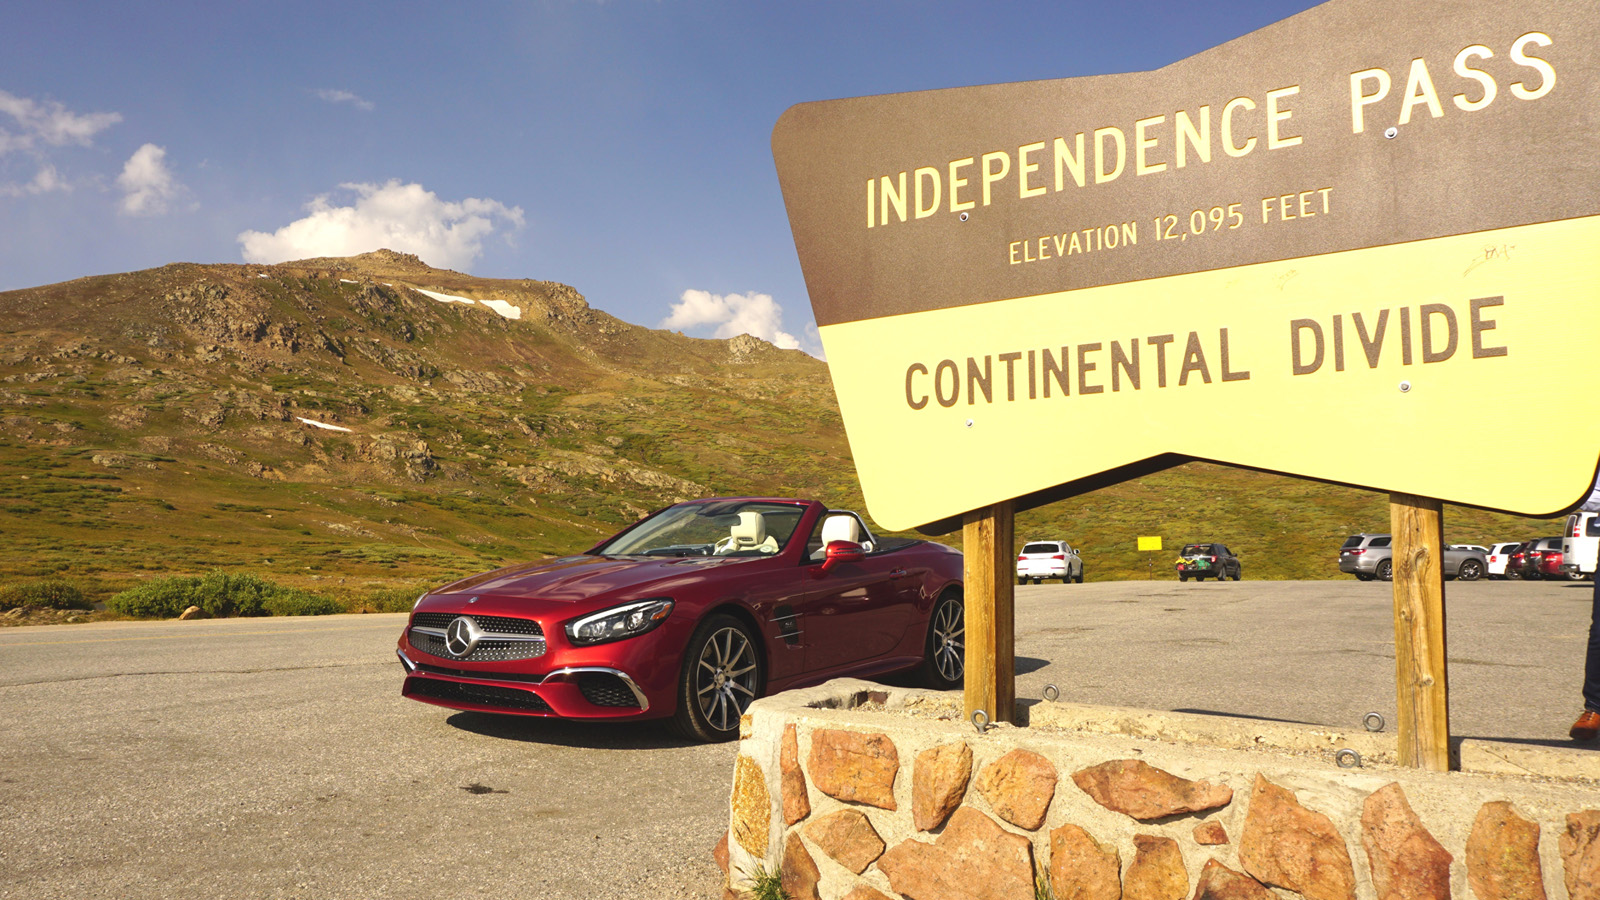 INDEPENDENCE PASS
ELEVATION 12,095 FEET
CONTINENTAL DIVIDE